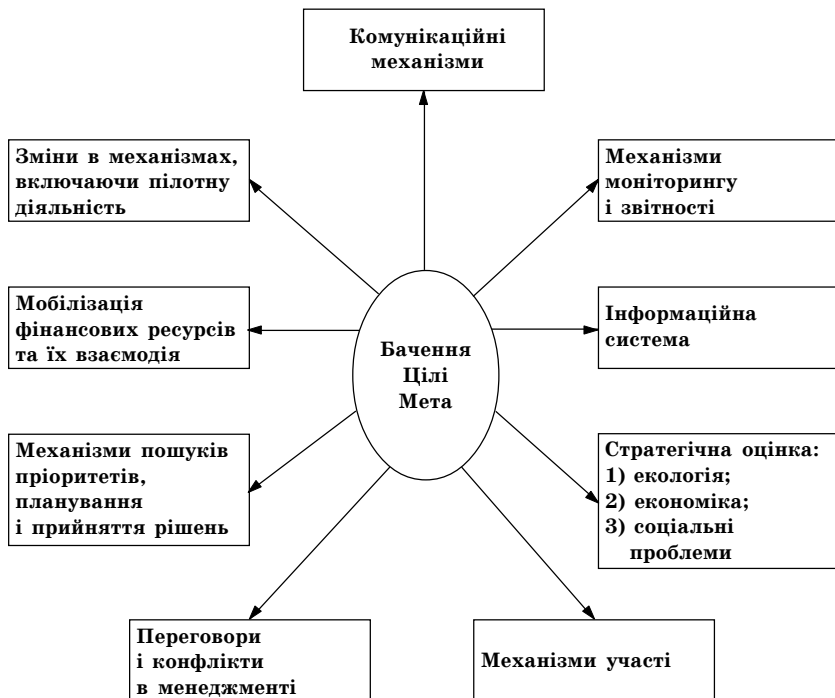 Комунікаційні
механізми
Зміни в механізмах,
включаючи пілотну
діяльність
Механізми
моніторингу
і звітності
Мобілізація
фінансових ресурсів
та їх взаємодія
Бачення
Цілі
Мета
Інформаційна
система
Механізми пошуків
пріоритетів,
планування
і прийняття рішень
Стратегічна оцінка:
1) екологія;
2) економіка;
3) соціальні
проблеми
Переговори
і конфлікти
в менеджменті
Механізми участі